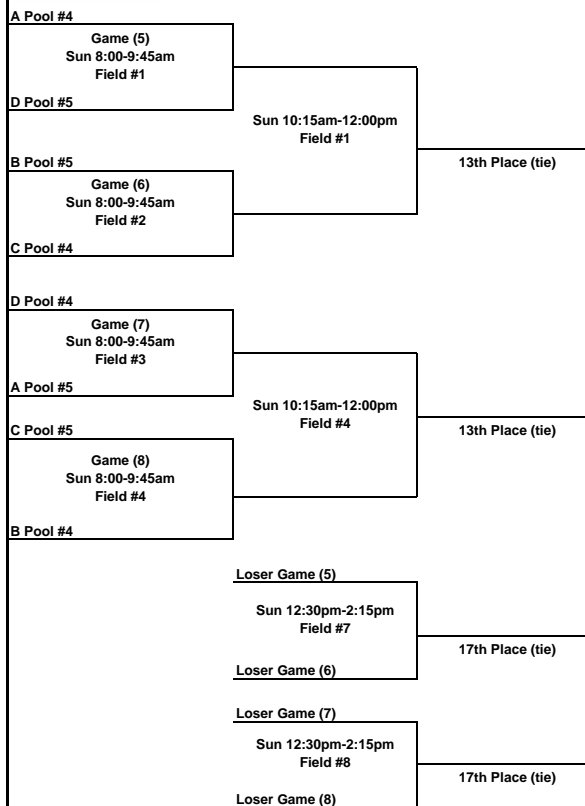 A Pool #4
Game (5)
Sun 8:00-9:45am
Field #1
D Pool #5
Sun 10:15am-12:00pm
Field #1
B Pool #5
13th Place (tie)
Game (6)
Sun 8:00-9:45am
Field #2
C Pool #4
D Pool #4
Game (7)
Sun 8:00-9:45am
Field #3
A Pool #5
Sun 10:15am-12:00pm
Field #4
C Pool #5
13th Place (tie)
Game (8)
Sun 8:00-9:45am
Field #4
B Pool #4
Loser Game (5)
Sun 12:30pm-2:15pm
Field #7
17th Place (tie)
Loser Game (6)
Loser Game (7)
Sun 12:30pm-2:15pm
Field #8
17th Place (tie)
Loser Game (8)